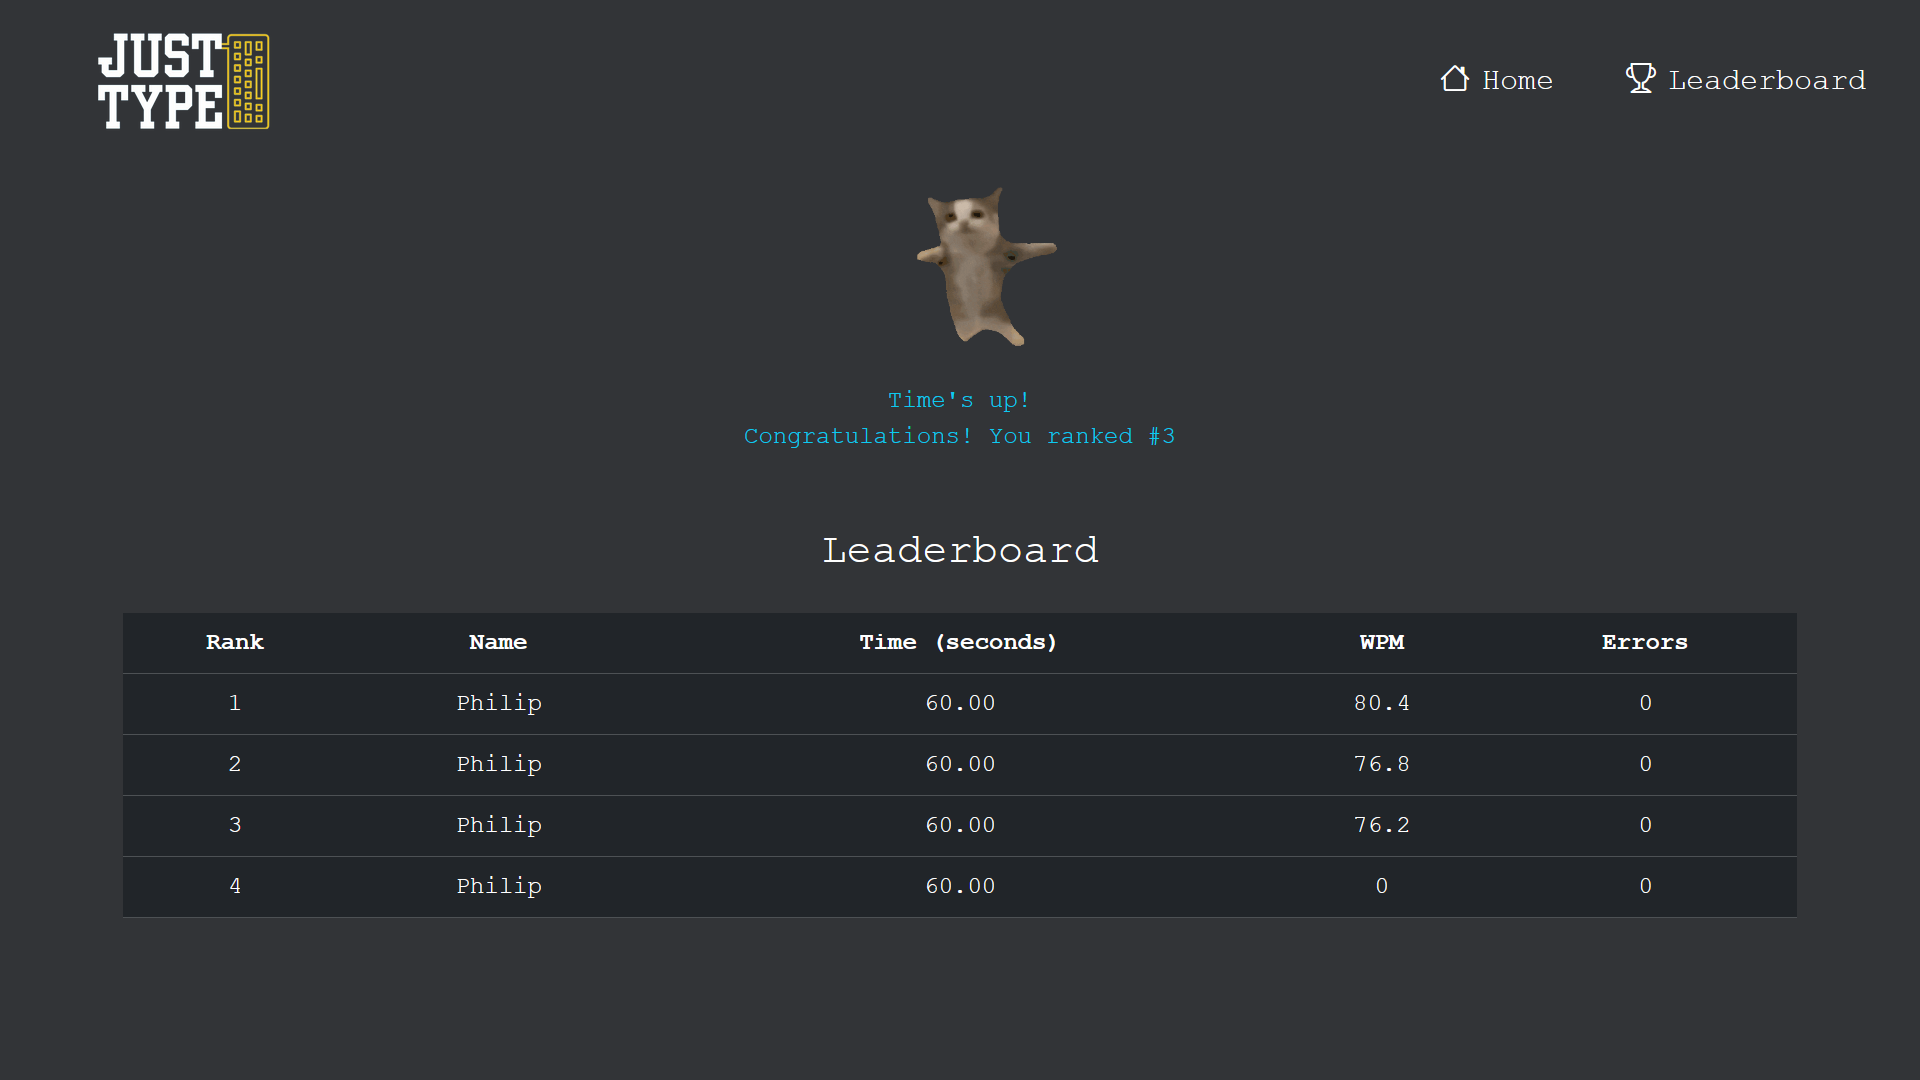 JUST
TYPE
Home
Leaderboard
Time's up!
Congratulations! You ranked #3
Leaderboard
Rank Name Time (seconds) WPM Errors
1 Philip 60.00 80.4 0
2 Philip 60.00 76.8 0
3 Philip 60.00 76.2 0
4 Philip 60.00 0 0